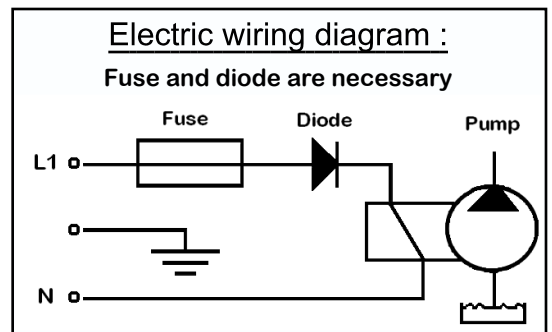 Electric wiring diagram :
Fuse and diode are necessary
Fuse
Diode
Pump
L1
N